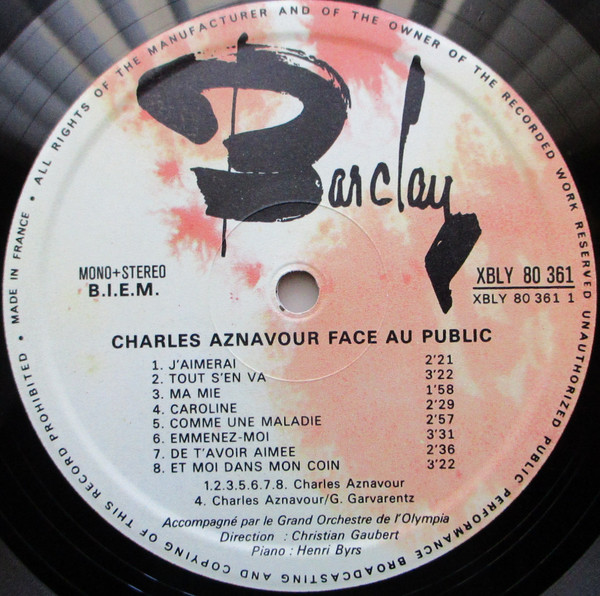 ALL RIGHTS OF THE MANUFACTURER AND OF THE OWNER OF THE RECORDED WORK RESERVED UNAUTHORIZED PUBLIC PERFORMANCE BROADCASTING AND COPYING OF THIS RECORD PROHIBITED • MADE IN FRANCE •
Barclay
MONO+STEREO
B.I.E.M.
XBLY 80 361
XBLY 80 361 1
CHARLES AZNAVOUR FACE AU PUBLIC
1. J'AIMERAI 2'21
2. TOUT S'EN VA 3'22
3. MA MIE 1'58
4. CAROLINE 2'29
5. COMME UNE MALADIE 2'57
6. EMMENEZ-MOI 3'31
7. DE T'AVOIR AIMEE 2'36
8. ET MOI DANS MON COIN 3'22
1.2.3.5.6.7.8. Charles Aznavour
4. Charles Aznavour/G. Garvarentz
Accompagné par le Grand Orchestre de l'Olympia
Direction : Christian Gaubert
Piano : Henri Byrs